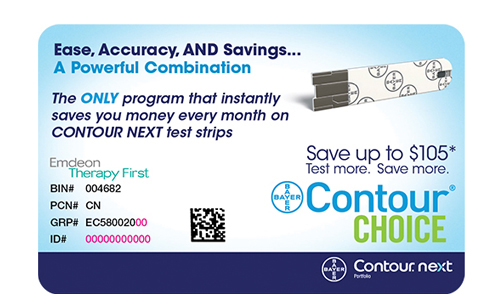 Ease, Accuracy, AND Savings...
A Powerful Combination
The ONLY program that instantly
saves you money every month on
CONTOUR NEXT test strips
Emdeon
Therapy First
BIN# 004682
PCN# CN
GRP# EC58002000
ID# 00000000000
Save up to $105*
Test more. Save more.
BAYER
BAYER
Contour®
CHOICE
BAYER
BAYER
Contour next
Portfolio